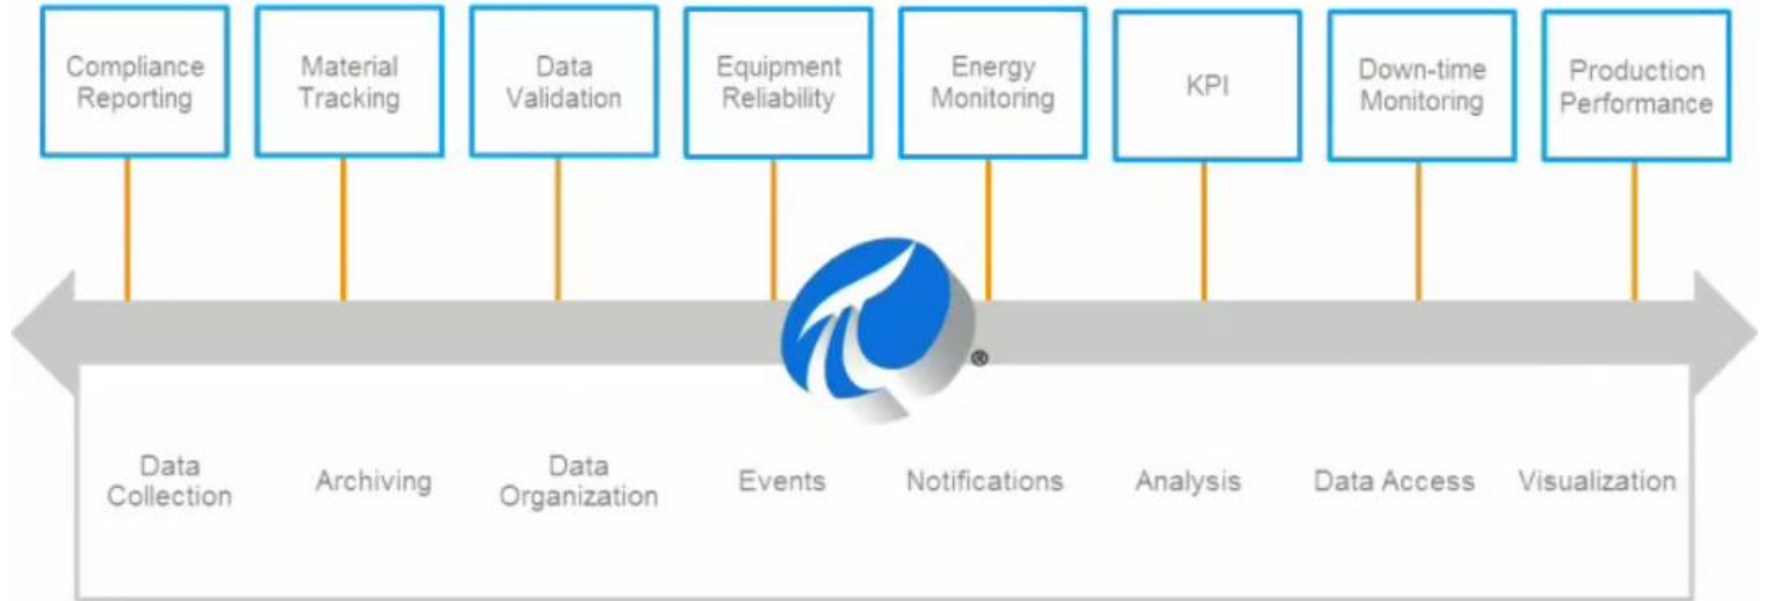 Compliance
Reporting
Material
Tracking
Data
Validation
Equipment
Reliability
Energy
Monitoring
KPI
Down-time
Monitoring
Production
Performance
®
Data
Collection
Archiving
Data
Organization
Events
Notifications
Analysis
Data Access
Visualization